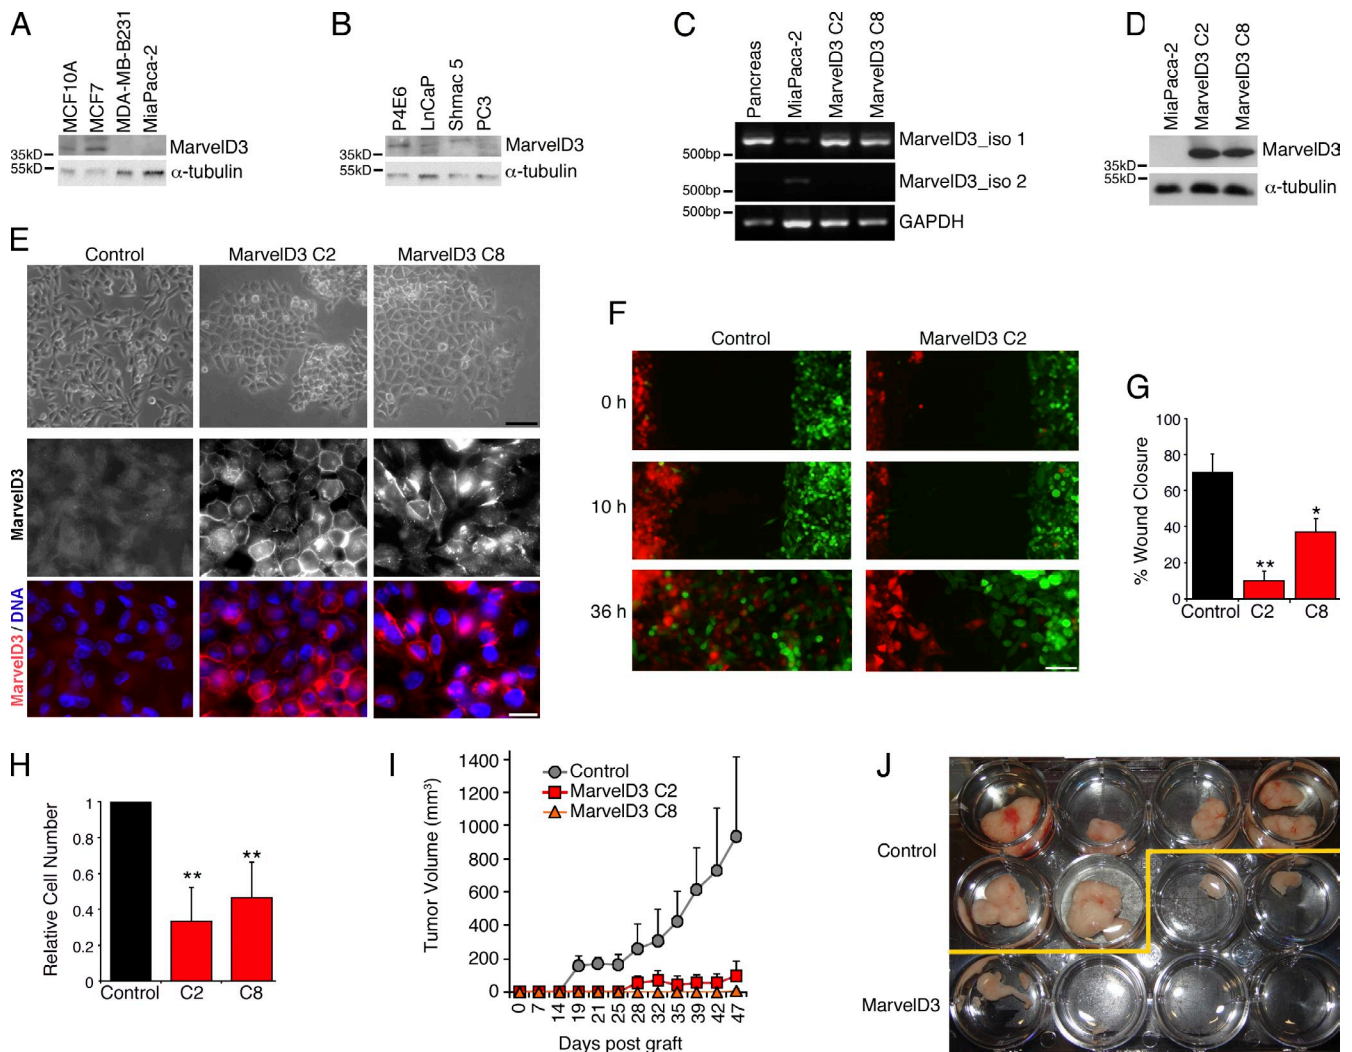 A
MCF10A
MCF7
MDA-MB-B231
MiaPaca-2
35kD
55kD
MarvelD3
α-tubulin
B
P4E6
LnCaP
Shmac 5
PC3
35kD
55kD
MarvelD3
α-tubulin
C
Pancreas
MiaPaca-2
MarvelD3 C2
MarvelD3 C8
500bp
500bp
500bp
MarvelD3_iso 1
MarvelD3_iso 2
GAPDH
D
MiaPaca-2
MarvelD3 C2
MarvelD3 C8
35kD
55kD
MarvelD3
α-tubulin
E
Control
MarvelD3 C2
MarvelD3 C8
MarvelD3
MarvelD3 / DNA
F
Control
MarvelD3 C2
0 h
10 h
36 h
G
% Wound Closure
100
80
60
40
20
0
**
*
Control
C2
C8
H
Relative Cell Number
1
0.8
0.6
0.4
0.2
0
**
**
Control
C2
C8
I
Tumor Volume (mm³)
1400
1200
1000
800
600
400
200
0
Control
MarvelD3 C2
MarvelD3 C8
0 7 14 19 21 25 28 32 35 39 42 47
Days post graft
J
Control
MarvelD3